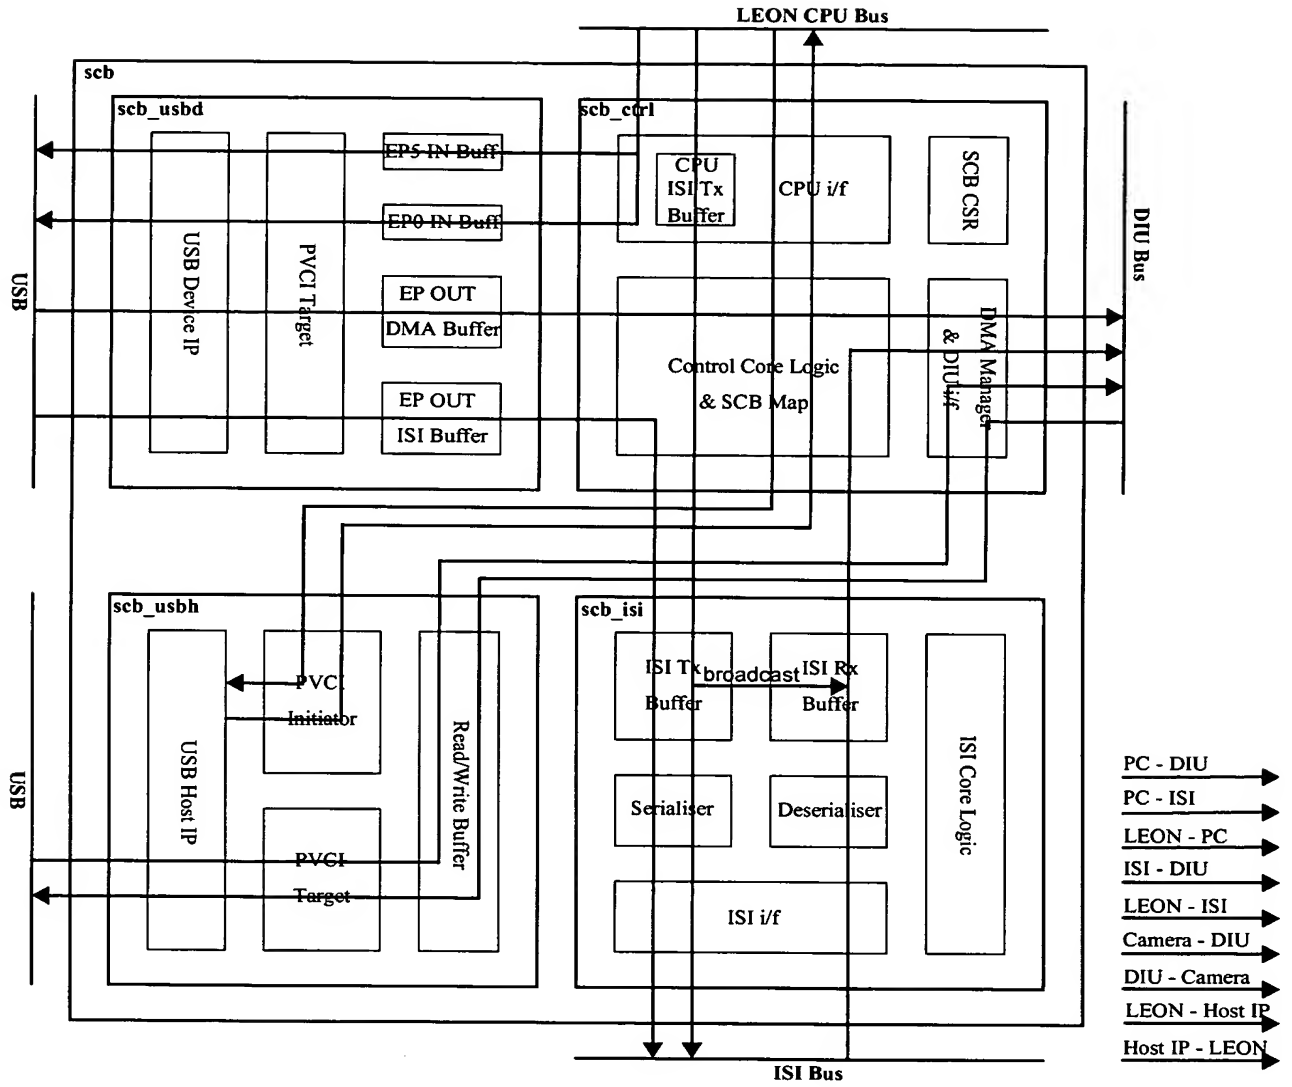 LEON CPU Bus
scb
scb_usbd
scb_ctrl
EP5 IN Buff
EP0 IN Buff
EP OUT
DMA Buffer
EP OUT
ISI Buffer
USB Device IP
PVCI Target
USB
CPU
ISI Tx
Buffer
CPU i/f
SCB CSR
Control Core Logic
& SCB Map
DMA Manager
& DIU i/f
DIU Bus
scb_usbh
scb_isi
USB
USB Host IP
PVCI
Initiator
PVCI
Target
Read/Write Buffer
ISI Tx
Buffer
broadcast
ISI Rx
Buffer
Serialiser
Deserialiser
ISI i/f
ISI Core Logic
PC - DIU
PC - ISI
LEON - PC
ISI - DIU
LEON - ISI
Camera - DIU
DIU - Camera
LEON - Host IP
Host IP - LEON
ISI Bus